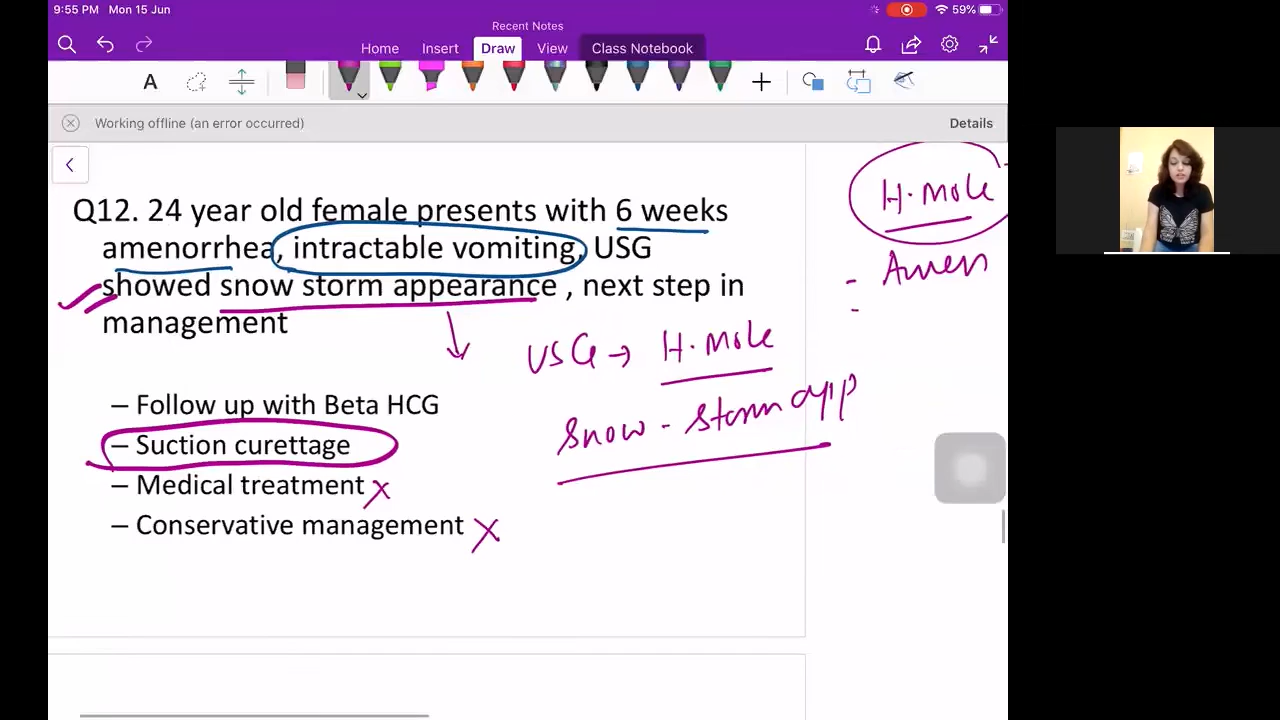 9:55 PM Mon 15 Jun
59%
Recent Notes
Home Insert Draw View Class Notebook
A
Working offline (an error occurred)
Details
Q12. 24 year old female presents with 6 weeks
amenorrhea, intractable vomiting, USG
showed snow storm appearance , next step in
management
– Follow up with Beta HCG
– Suction curettage
– Medical treatment x
– Conservative management x
USG → H.Mole
Snow - Storm app
H.Mole
- Amen
-